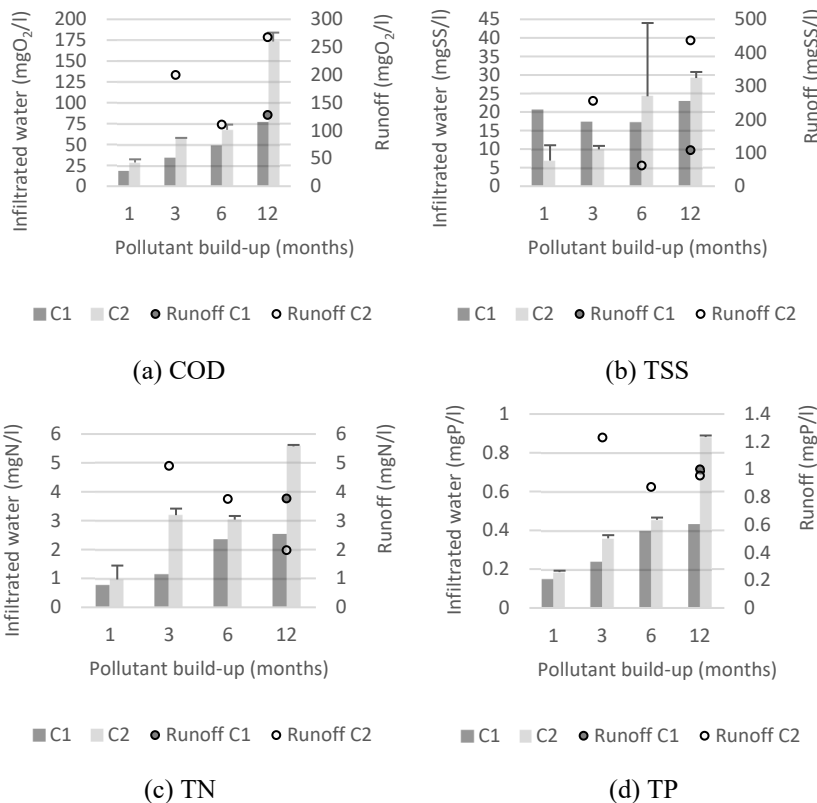 Infiltrated water (mgO₂/l)
200
175
150
125
100
75
50
25
0
300
250
200
150
100
50
0
Runoff (mgO₂/l)
1 3 6 12
Pollutant build-up (months)
C1 C2 Runoff C1 Runoff C2
(a) COD
Infiltrated water (mgSS/l)
45
40
35
30
25
20
15
10
5
0
500
400
300
200
100
0
Runoff (mgSS/l)
1 3 6 12
Pollutant build-up (months)
C1 C2 Runoff C1 Runoff C2
(b) TSS
Infiltrated water (mgN/l)
6
5
4
3
2
1
0
6
5
4
3
2
1
0
Runoff (mgN/l)
1 3 6 12
Pollutant build-up (months)
C1 C2 Runoff C1 Runoff C2
(c) TN
Infiltrated water (mgP/l)
1
0.8
0.6
0.4
0.2
0
1.4
1.2
1
0.8
0.6
0.4
0.2
0
Runoff (mgP/l)
1 3 6 12
Pollutant build-up (months)
C1 C2 Runoff C1 Runoff C2
(d) TP